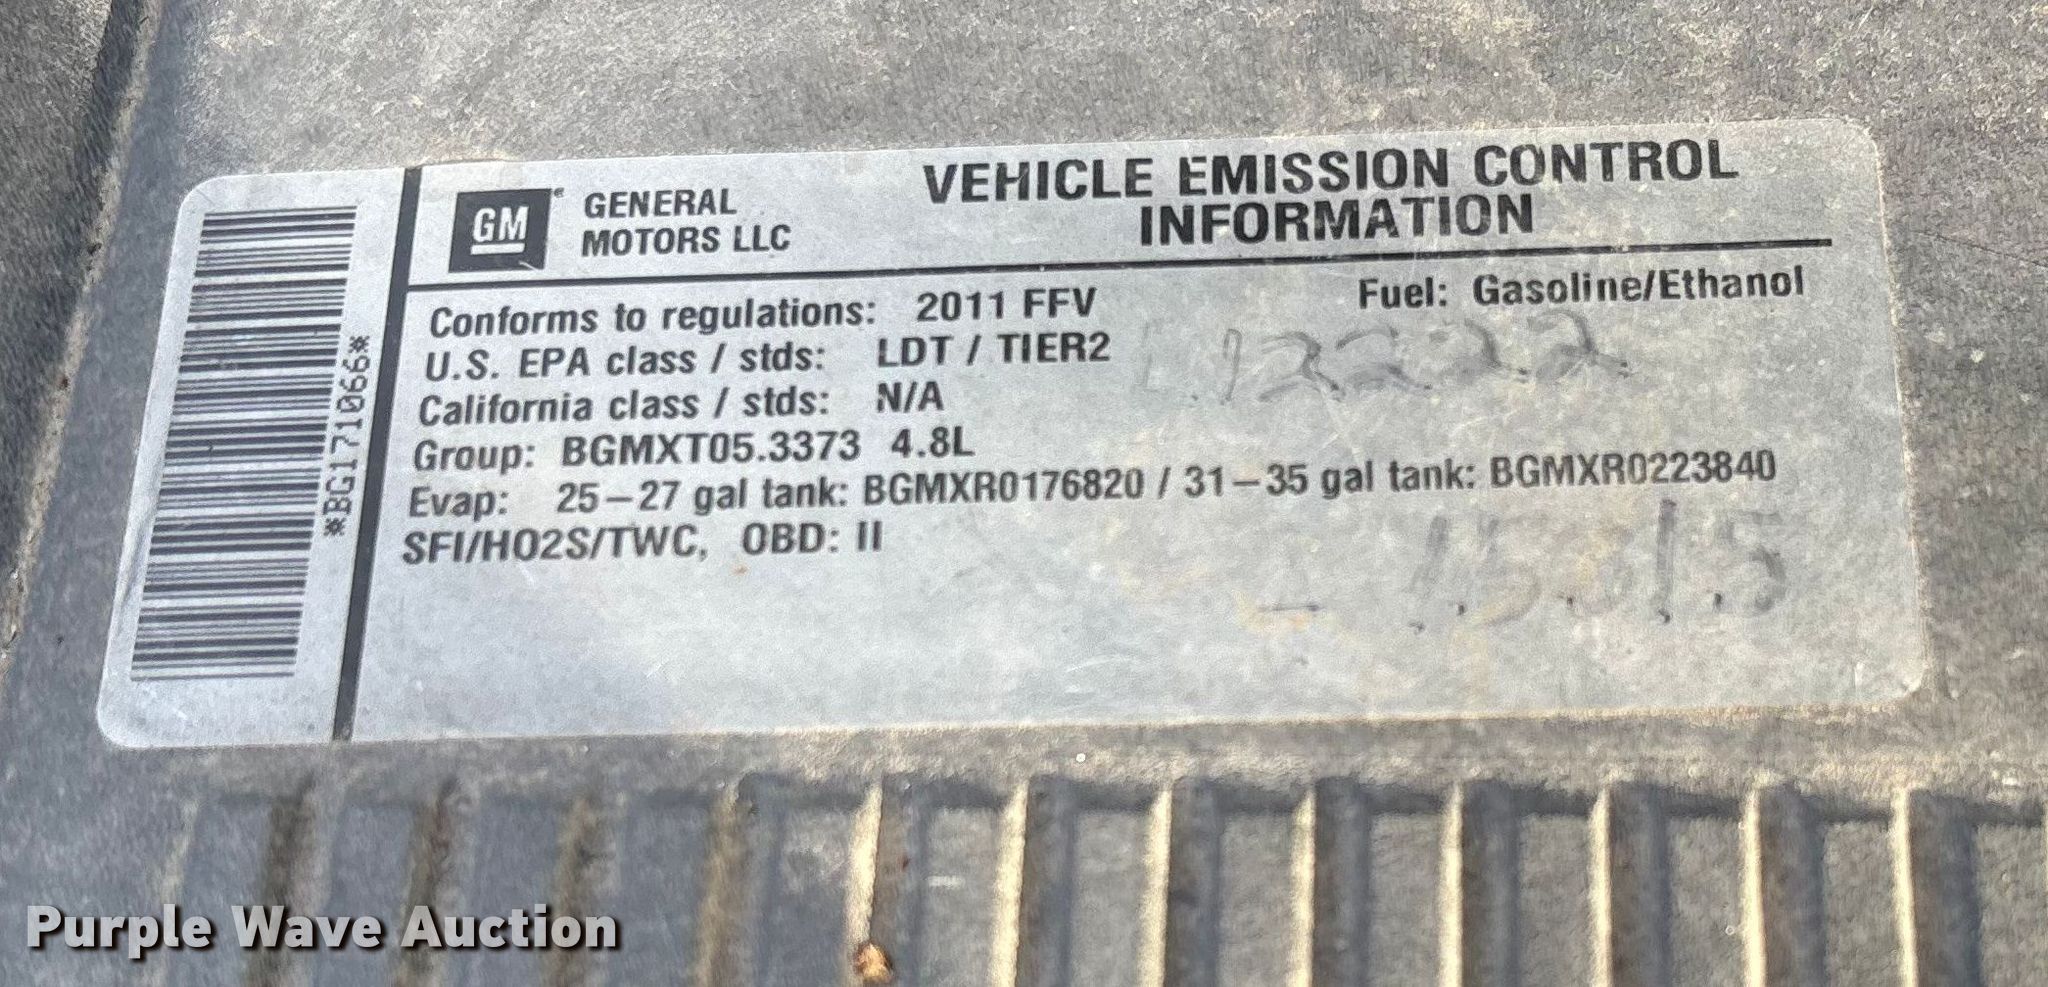 *BG171066*
GM
GENERAL
MOTORS LLC
VEHICLE EMISSION CONTROL
INFORMATION
Fuel: Gasoline/Ethanol
Conforms to regulations: 2011 FFV
U.S. EPA class / stds: LDT / TIER2
California class / stds: N/A
Group: BGMXT05.3373 4.8L
Evap: 25-27 gal tank: BGMXR0176820 / 31-35 gal tank: BGMXR0223840
SFI/HO2S/TWC, OBD: II
Purple Wave Auction